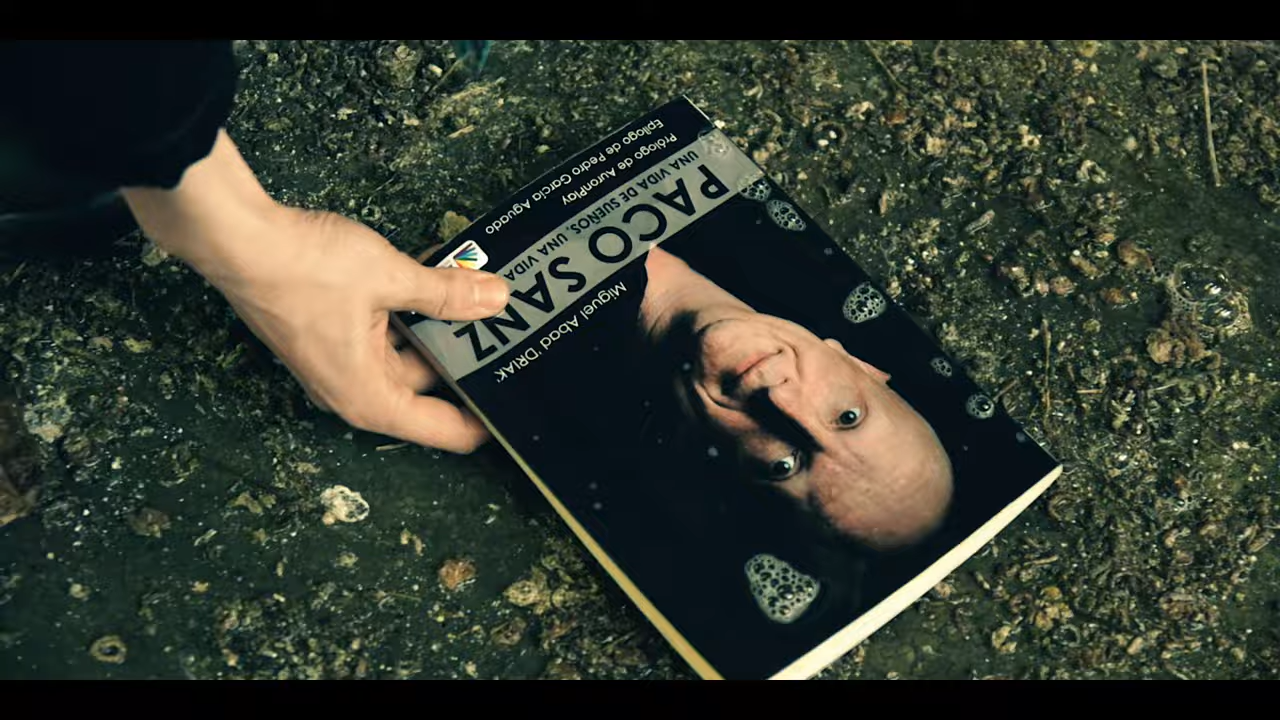 Miguel Abad 'DRIAK'
PACO SANZ
UNA VIDA DE SUEÑOS, UNA VIDA
Prólogo de AuronPlay
Epílogo de Pedro García Aguado